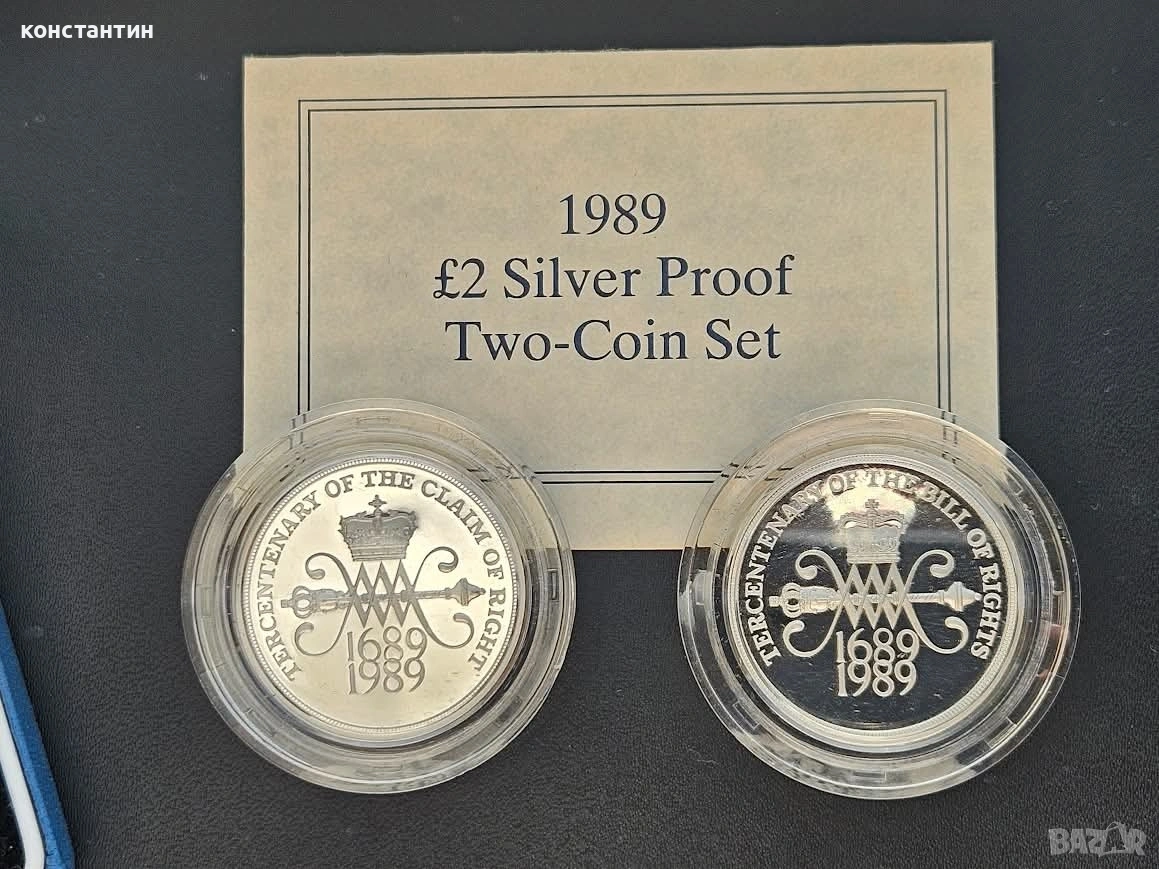 константин
1989
£2 Silver Proof
Two-Coin Set
TERCENTENARY OF THE CLAIM OF RIGHT
1689
1989
TERCENTENARY OF THE BILL OF RIGHTS
1689
1989
BAZAR